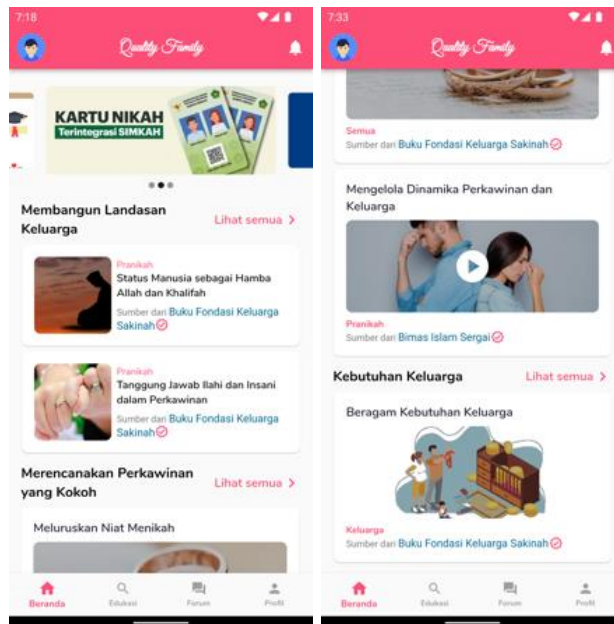 7:18
Quality Family
KARTU NIKAH
Terintegrasi SIMKAH
Membangun Landasan
Keluarga
Lihat semua >
Pranikah
Status Manusia sebagai Hamba
Allah dan Khalifah
Sumber dari Buku Fondasi Keluarga
Sakinah
Pranikah
Tanggung Jawab Ilahi dan Insani
dalam Perkawinan
Sumber dari Buku Fondasi Keluarga
Sakinah
Merencanakan Perkawinan
yang Kokoh
Lihat semua >
Meluruskan Niat Menikah
Beranda
Edukasi
Forum
Profil
7:33
Quality Family
Semua
Sumber dari Buku Fondasi Keluarga Sakinah
Mengelola Dinamika Perkawinan dan
Keluarga
Pranikah
Sumber dari Bimas Islam Sergai
Kebutuhan Keluarga
Lihat semua >
Beragam Kebutuhan Keluarga
Keluarga
Sumber dari Buku Fondasi Keluarga Sakinah
Beranda
Edukasi
Forum
Profil